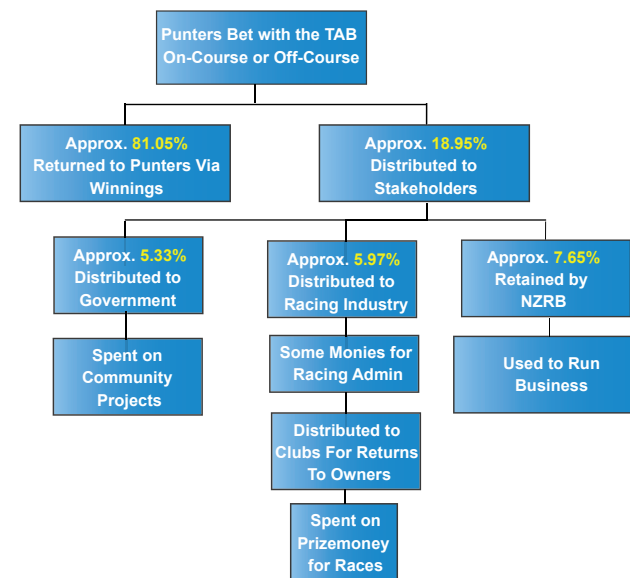 Punters Bet with the TAB
On-Course or Off-Course
Approx. 81.05%
Returned to Punters Via
Winnings
Approx. 18.95%
Distributed to
Stakeholders
Approx. 5.33%
Distributed to
Government
Approx. 5.97%
Distributed to
Racing Industry
Approx. 7.65%
Retained by
NZRB
Spent on
Community
Projects
Some Monies for
Racing Admin
Used to Run
Business
Distributed to
Clubs For Returns
To Owners
Spent on
Prizemoney
for Races